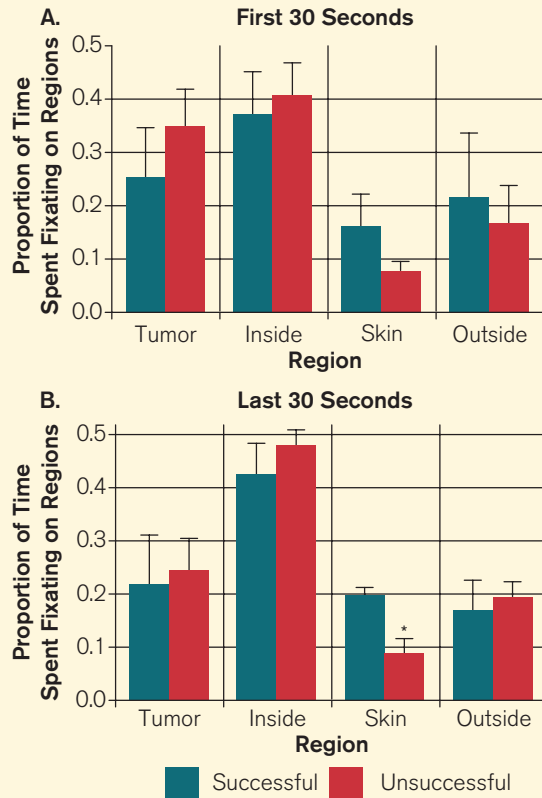 A. First 30 Seconds
Proportion of Time
Spent Fixating on Regions
0.5
0.4
0.3
0.2
0.1
0.0
Tumor Inside Skin Outside
Region
B. Last 30 Seconds
Proportion of Time
Spent Fixating on Regions
0.5
0.4
0.3
0.2
0.1
0.0
*
Tumor Inside Skin Outside
Region
Successful Unsuccessful